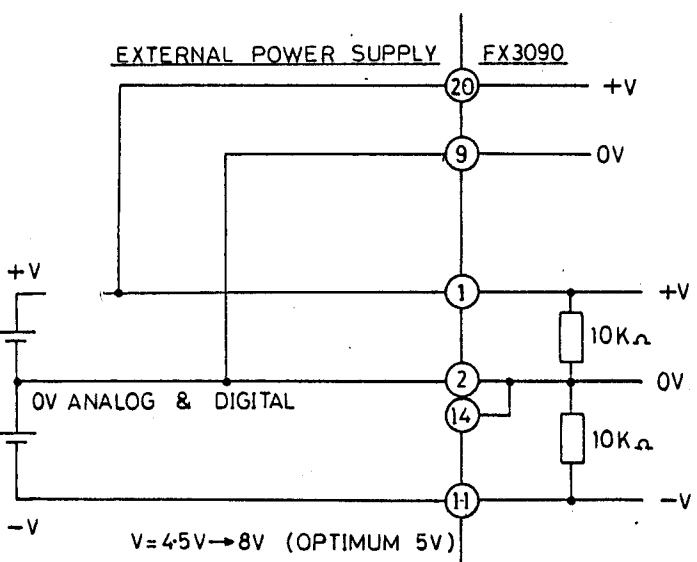 EXTERNAL POWER SUPPLY
FX3090
20
+V
9
0V
+V
1
+V
10KΩ
0V ANALOG & DIGITAL
2
0V
14
10KΩ
11
-V
-V
V=4·5V→8V (OPTIMUM 5V)